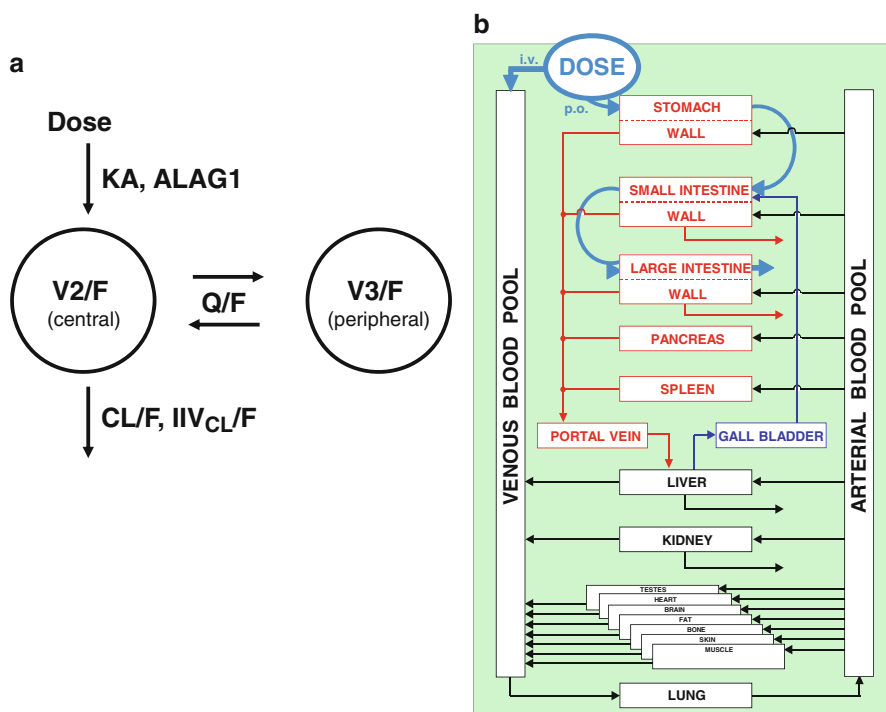 a
Dose
KA, ALAG1
V2/F
(central)
Q/F
V3/F
(peripheral)
CL/F, IIV_CL/F
b
i.v.
DOSE
p.o.
STOMACH
WALL
SMALL INTESTINE
WALL
LARGE INTESTINE
WALL
PANCREAS
SPLEEN
PORTAL VEIN
GALL BLADDER
LIVER
KIDNEY
TESTES
HEART
BRAIN
FAT
BONE
SKIN
MUSCLE
LUNG
VENOUS BLOOD POOL
ARTERIAL BLOOD POOL